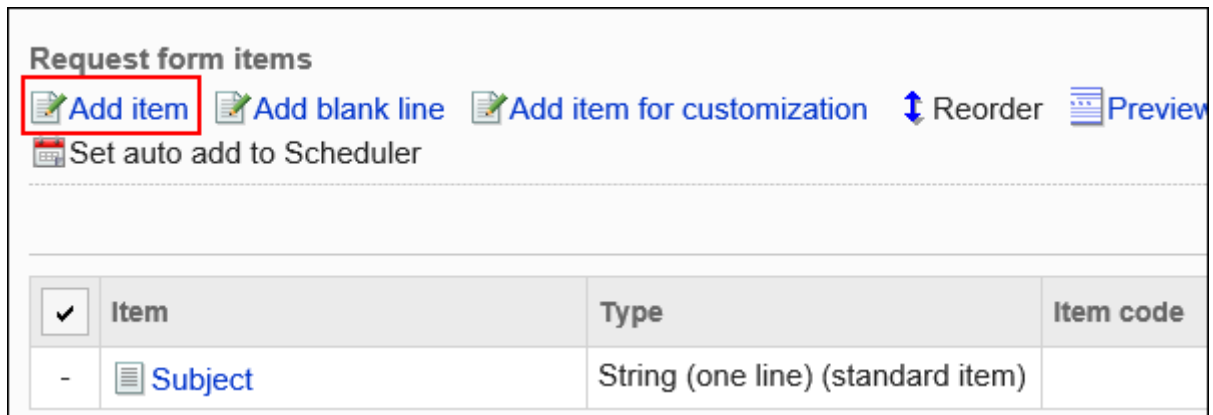 Request form items
Add item Add blank line Add item for customization Reorder Preview
Set auto add to Scheduler
Item Type Item code
- Subject String (one line) (standard item)